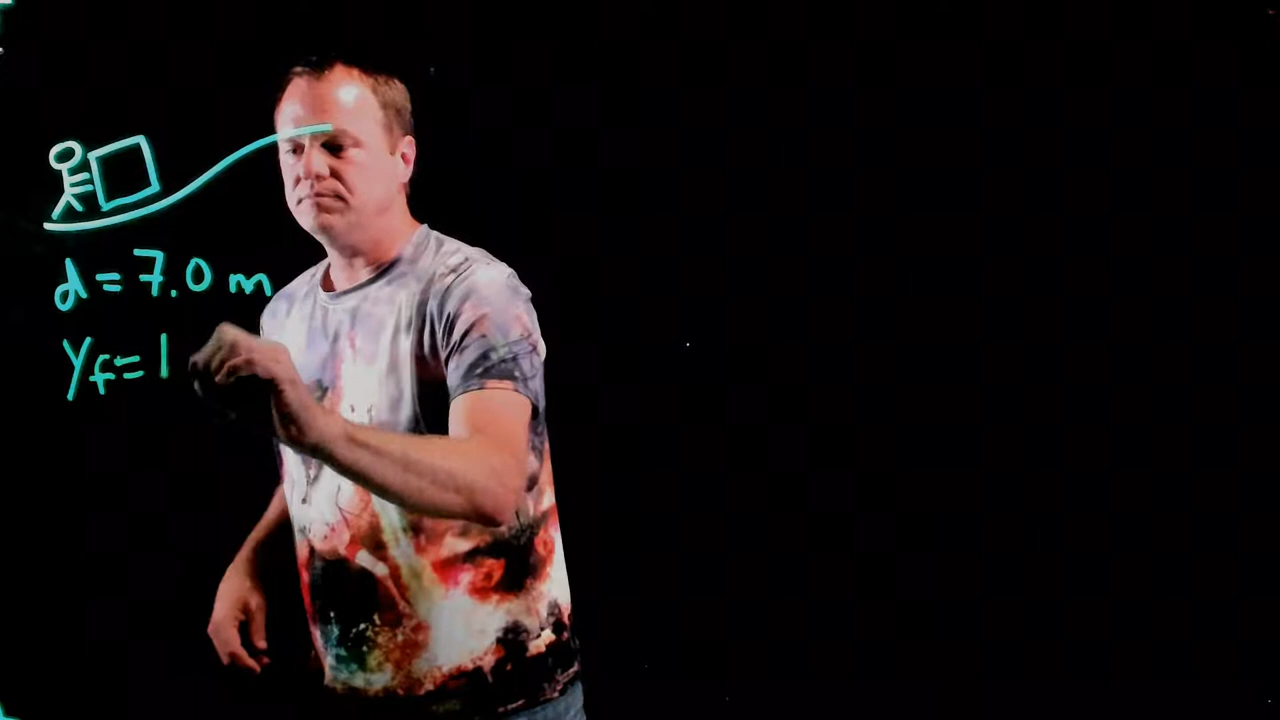 d = 7.0 m
yf = 1